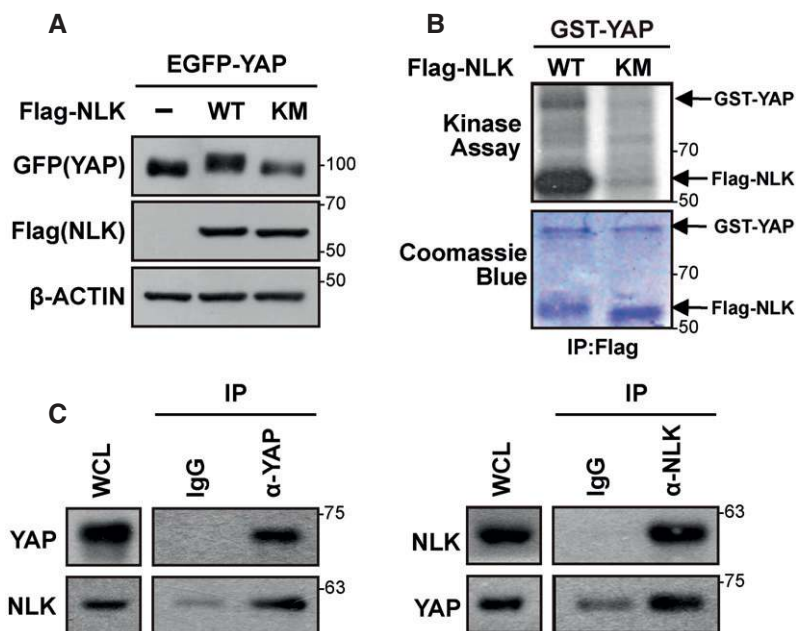 A
EGFP-YAP
Flag-NLK – WT KM
GFP(YAP) -100
-70
Flag(NLK)
-50
-50
β-ACTIN
B
GST-YAP
Flag-NLK WT KM
GST-YAP
Kinase
Assay
-70
Flag-NLK
-50
GST-YAP
Coomassie
Blue
-70
Flag-NLK
-50
IP:Flag
C
IP
WCL IgG α-YAP
-75
YAP
-63
NLK
IP
WCL IgG α-NLK
-63
NLK
-75
YAP